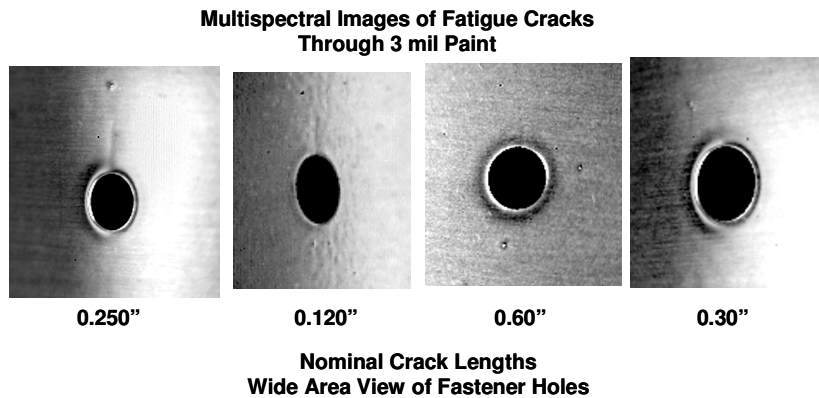 Multispectral Images of Fatigue Cracks
Through 3 mil Paint
0.250”
0.120”
0.60”
0.30”
Nominal Crack Lengths
Wide Area View of Fastener Holes